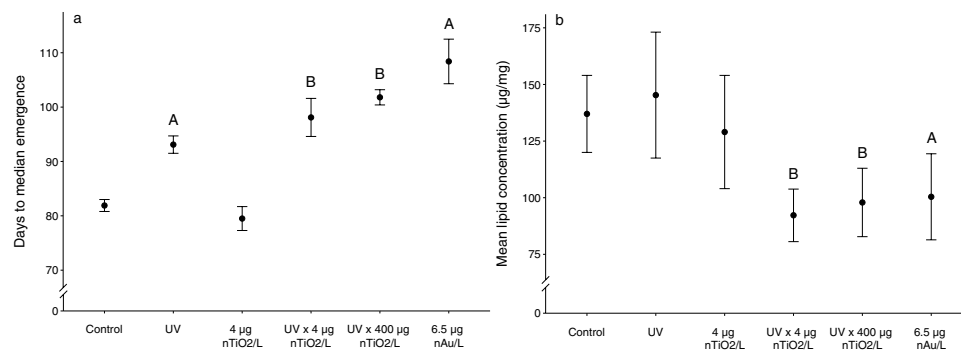 a
Days to median emergence
110
100
90
80
70
0
A
B
B
A
Control
UV
4 µg
nTiO2/L
UV x 4 µg
nTiO2/L
UV x 400 µg
nTiO2/L
6.5 µg
nAu/L
b
Mean lipid concentration (µg/mg)
175
150
125
100
75
0
B
B
A
Control
UV
4 µg
nTiO2/L
UV x 4 µg
nTiO2/L
UV x 400 µg
nTiO2/L
6.5 µg
nAu/L